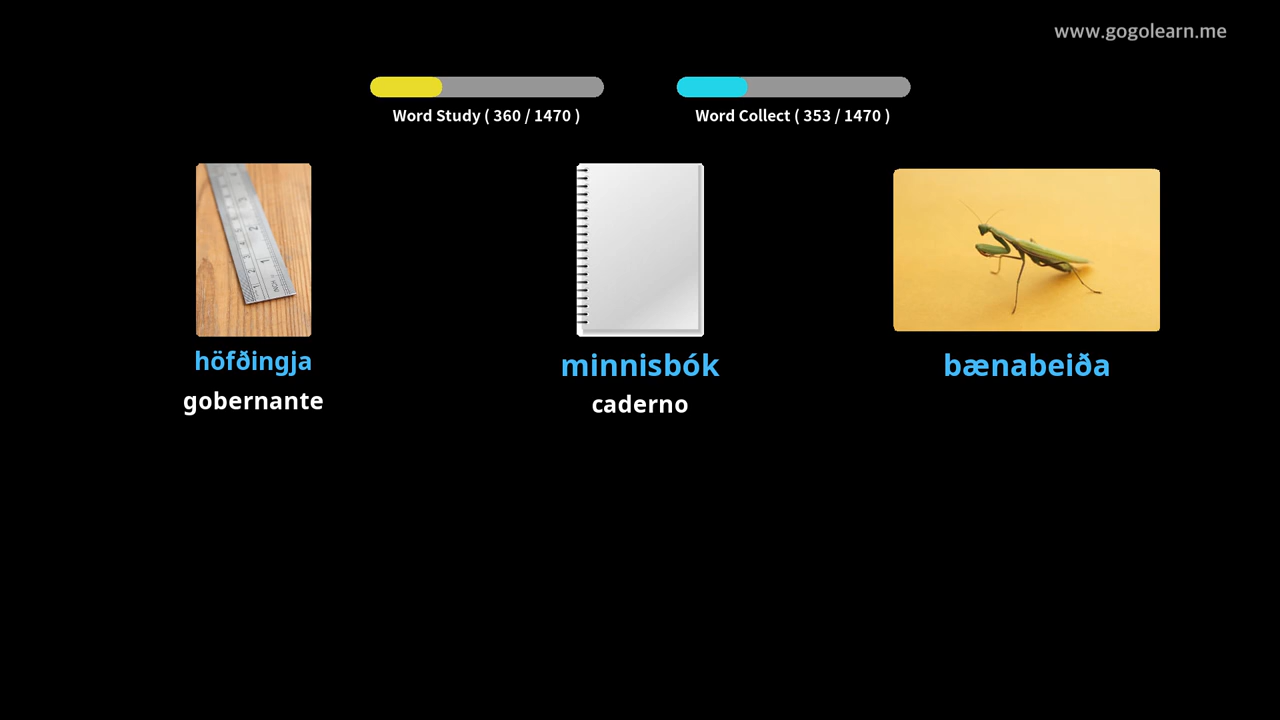 www.gogolearn.me
Word Study ( 360 / 1470 )
Word Collect ( 353 / 1470 )
höfðingja
gobernante
minnisbók
caderno
bænabeiða